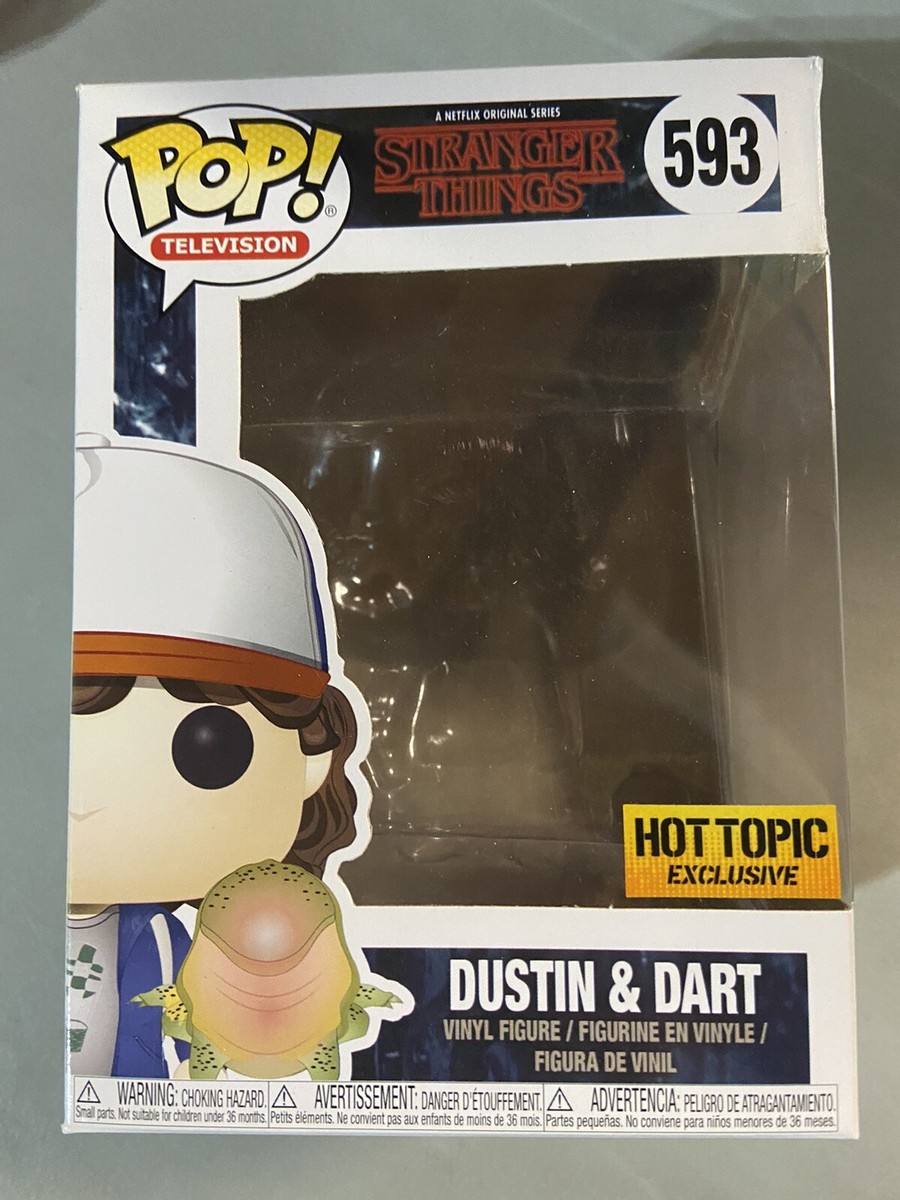 POP!®
TELEVISION
A NETFLIX ORIGINAL SERIES
STRANGER
THINGS
593
HOT TOPIC
EXCLUSIVE
DUSTIN & DART
VINYL FIGURE / FIGURINE EN VINYLE /
FIGURA DE VINIL
WARNING: CHOKING HAZARD.
Small parts. Not suitable for children under 36 months.
AVERTISSEMENT: DANGER D'ÉTOUFFEMENT.
Petits éléments. Ne convient pas aux enfants de moins de 36 mois.
ADVERTENCIA: PELIGRO DE ATRAGANTAMIENTO.
Partes pequeñas. No conviene para niños menores de 36 meses.